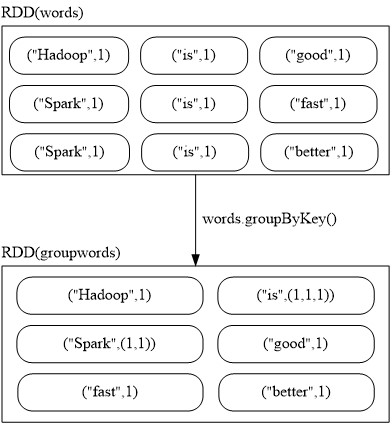 RDD(words)
("Hadoop",1) ("is",1) ("good",1)
("Spark",1) ("is",1) ("fast",1)
("Spark",1) ("is",1) ("better",1)
words.groupByKey()
RDD(groupwords)
("Hadoop",1) ("is",(1,1,1))
("Spark",(1,1)) ("good",1)
("fast",1) ("better",1)